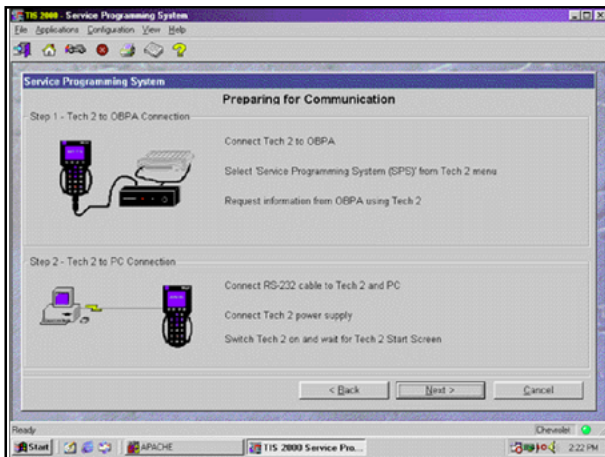 TIS 2000 - Service Programming System
File Applications Configuration View Help
Service Programming System
Preparing for Communication
Step 1 - Tech 2 to OBPA Connection
Connect Tech 2 to OBPA
Select 'Service Programming System (SPS)' from Tech 2 menu
Request information from OBPA using Tech 2
Step 2 - Tech 2 to PC Connection
Connect RS-232 cable to Tech 2 and PC
Connect Tech 2 power supply
Switch Tech 2 on and wait for Tech 2 Start Screen
< Back Next > Cancel
Ready Chevrolet
Start APACHE TIS 2000 Service Pro... 2:22 PM